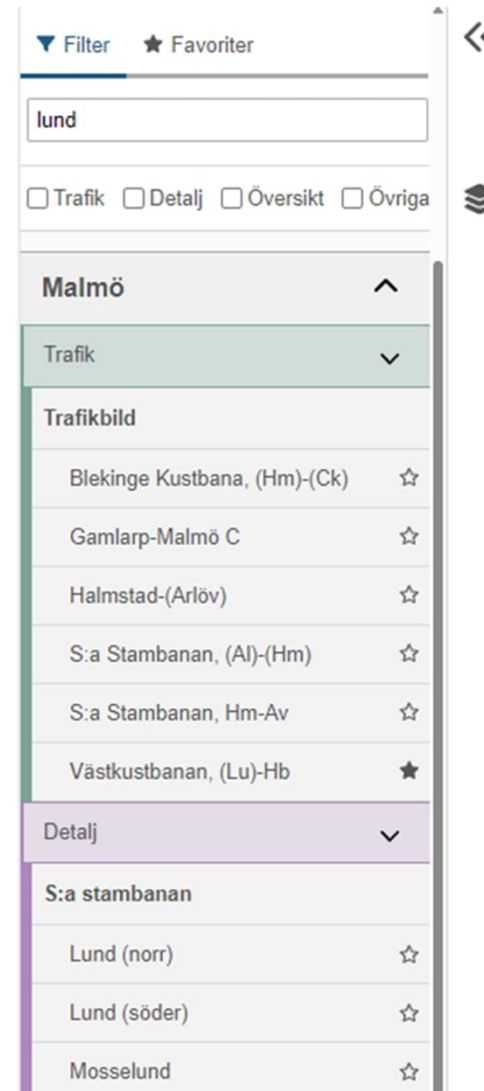 Filter Favoriter
lund
Trafik Detalj Översikt Övriga
Malmö
Trafik
Trafikbild
Blekinge Kustbana, (Hm)-(Ck)
Gamlarp-Malmö C
Halmstad-(Arlöv)
S:a Stambanan, (Al)-(Hm)
S:a Stambanan, Hm-Av
Västkustbanan, (Lu)-Hb
Detalj
S:a stambanan
Lund (norr)
Lund (söder)
Mosselund